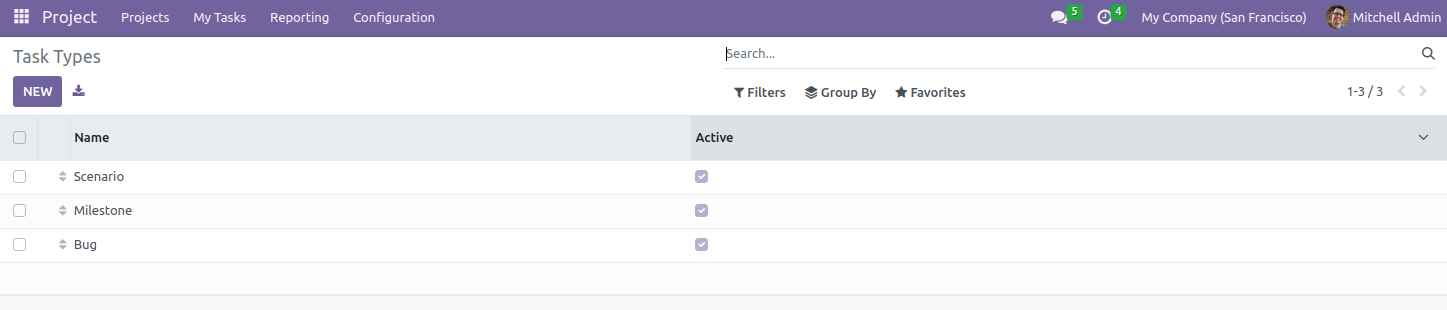 Project Projects My Tasks Reporting Configuration 5 4 My Company (San Francisco) Mitchell Admin
Task Types Search...
NEW Filters Group By Favorites 1-3 / 3
Name Active
Scenario
Milestone
Bug